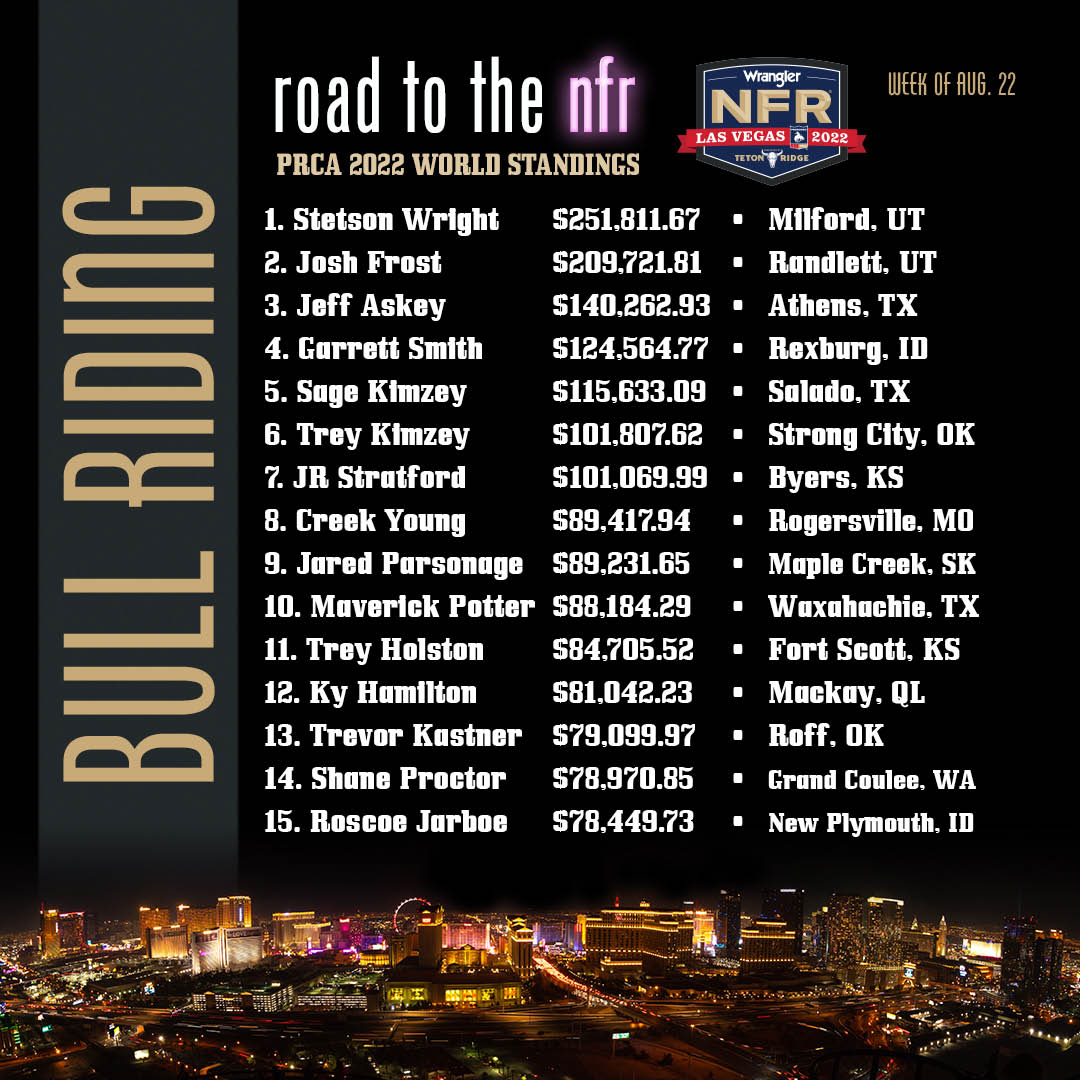 road to the nfr
Wrangler
NFR
LAS VEGAS 2022
TETON RIDGE
WEEK OF AUG. 22
PRCA 2022 WORLD STANDINGS
BULL RIDING
1. Stetson Wright $251,811.67 • Milford, UT
2. Josh Frost $209,721.81 • Randlett, UT
3. Jeff Askey $140,262.93 • Athens, TX
4. Garrett Smith $124,564.77 • Rexburg, ID
5. Sage Kimzey $115,633.09 • Salado, TX
6. Trey Kimzey $101,807.62 • Strong City, OK
7. JR Stratford $101,069.99 • Byers, KS
8. Creek Young $89,417.94 • Rogersville, MO
9. Jared Parsonage $89,231.65 • Maple Creek, SK
10. Maverick Potter $88,184.29 • Waxahachie, TX
11. Trey Holston $84,705.52 • Fort Scott, KS
12. Ky Hamilton $81,042.23 • Mackay, QL
13. Trevor Kastner $79,099.97 • Roff, OK
14. Shane Proctor $78,970.85 • Grand Coulee, WA
15. Roscoe Jarboe $78,449.73 • New Plymouth, ID